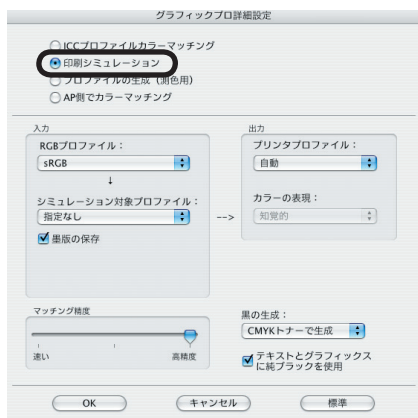 グラフィックプロ詳細設定
ICCプロファイルカラーマッチング
印刷シミュレーション
プロファイルの生成（測色用）
AP側でカラーマッチング
入力
RGBプロファイル：
sRGB
↓
シミュレーション対象プロファイル：
指定なし
墨版の保存
-->
出力
プリンタプロファイル：
自動
カラーの表現：
知覚的
マッチング精度
速い
高精度
黒の生成：
CMYKトナーで生成
テキストとグラフィックス
に純ブラックを使用
OK
キャンセル
標準